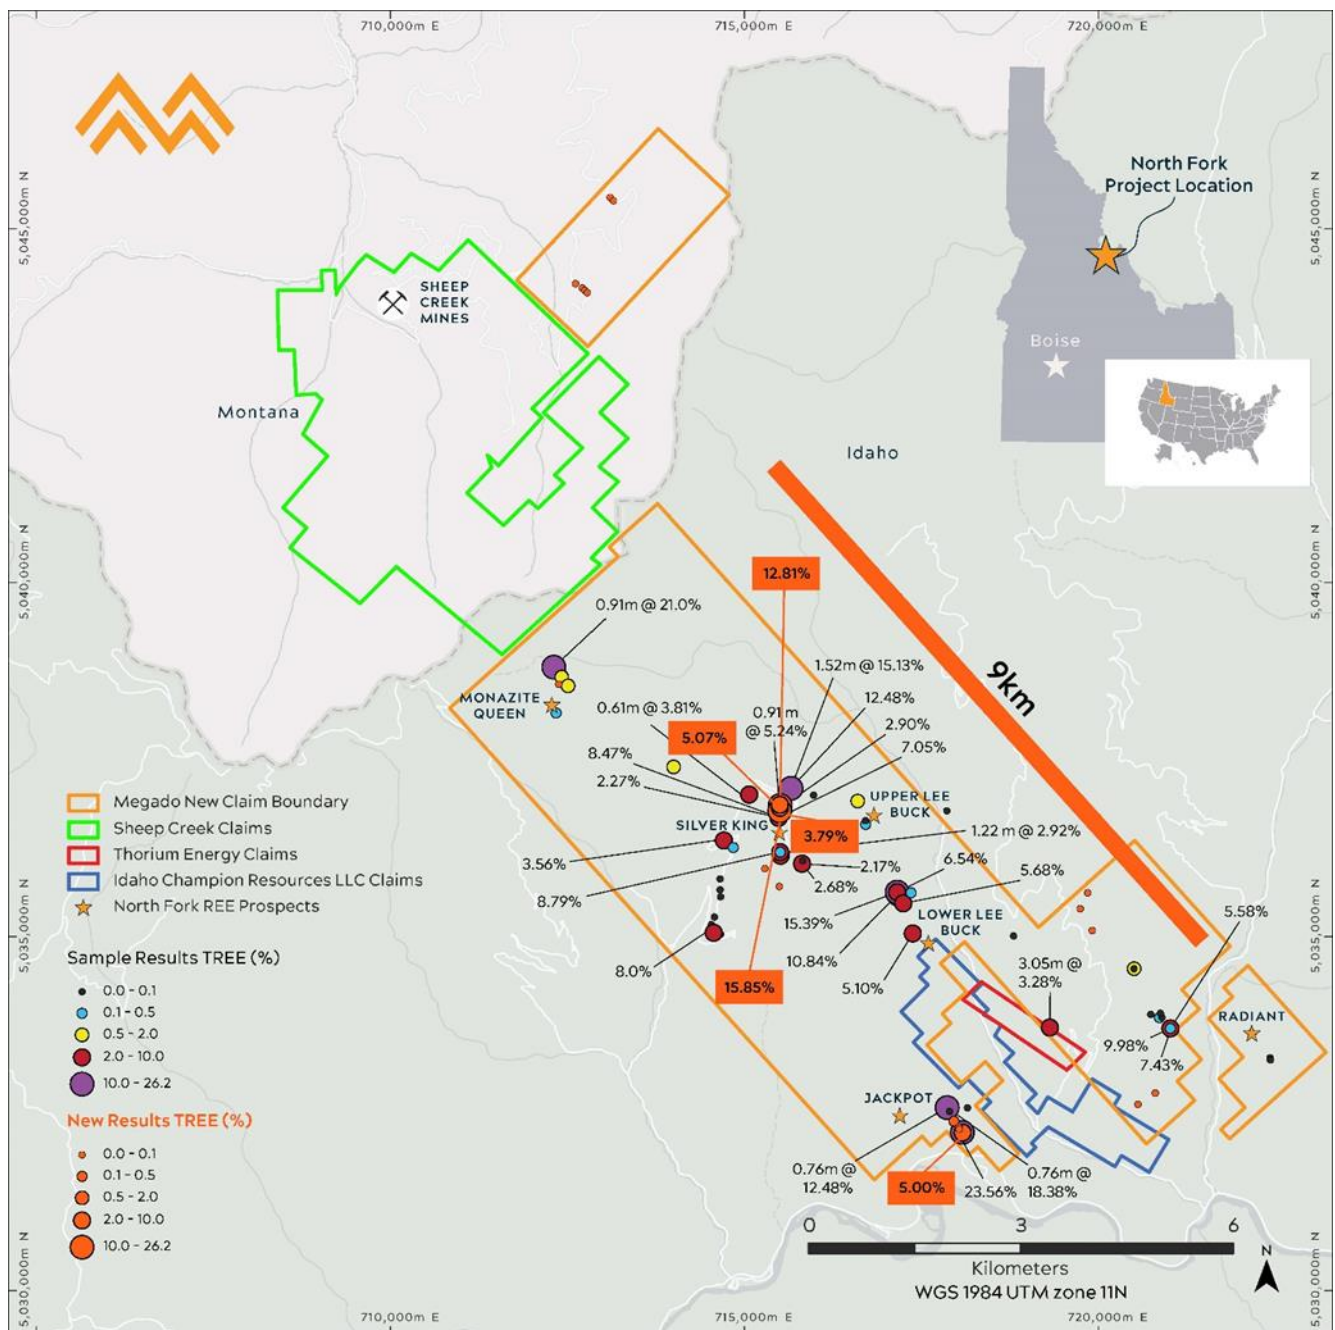 710,000m E
715,000m E
720,000m E
5,045,000m N
5,045,000m N
North Fork
Project Location
SHEEP
CREEK
MINES
Boise
Montana
Idaho
5,040,000m N
5,040,000m N
12.81%
0.91m @ 21.0%
9km
1.52m @ 15.13%
MONAZITE
QUEEN
12.48%
0.61m @ 3.81%
0.91 m
@ 5.24%
2.90%
5.07%
7.05%
8.47%
2.27%
UPPER LEE
BUCK
SILVER KING
3.79%
1.22 m @ 2.92%
3.56%
2.17%
6.54%
5.68%
2.68%
8.79%
15.39%
LOWER LEE
BUCK
5.58%
10.84%
3.05m @
3.28%
8.0%
15.85%
5.10%
RADIANT
9.98%
7.43%
JACKPOT
0.76m @
12.48%
0.76m @
18.38%
5.00%
23.56%
Megado New Claim Boundary
Sheep Creek Claims
Thorium Energy Claims
Idaho Champion Resources LLC Claims
North Fork REE Prospects
Sample Results TREE (%)
0.0 - 0.1
0.1 - 0.5
0.5 - 2.0
2.0 - 10.0
10.0 - 26.2
New Results TREE (%)
0.0 - 0.1
0.1 - 0.5
0.5 - 2.0
2.0 - 10.0
10.0 - 26.2
5,035,000m N
5,035,000m N
0 3 6
Kilometers
WGS 1984 UTM zone 11N
N
5,030,000m N
5,030,000m N
710,000m E
715,000m E
720,000m E